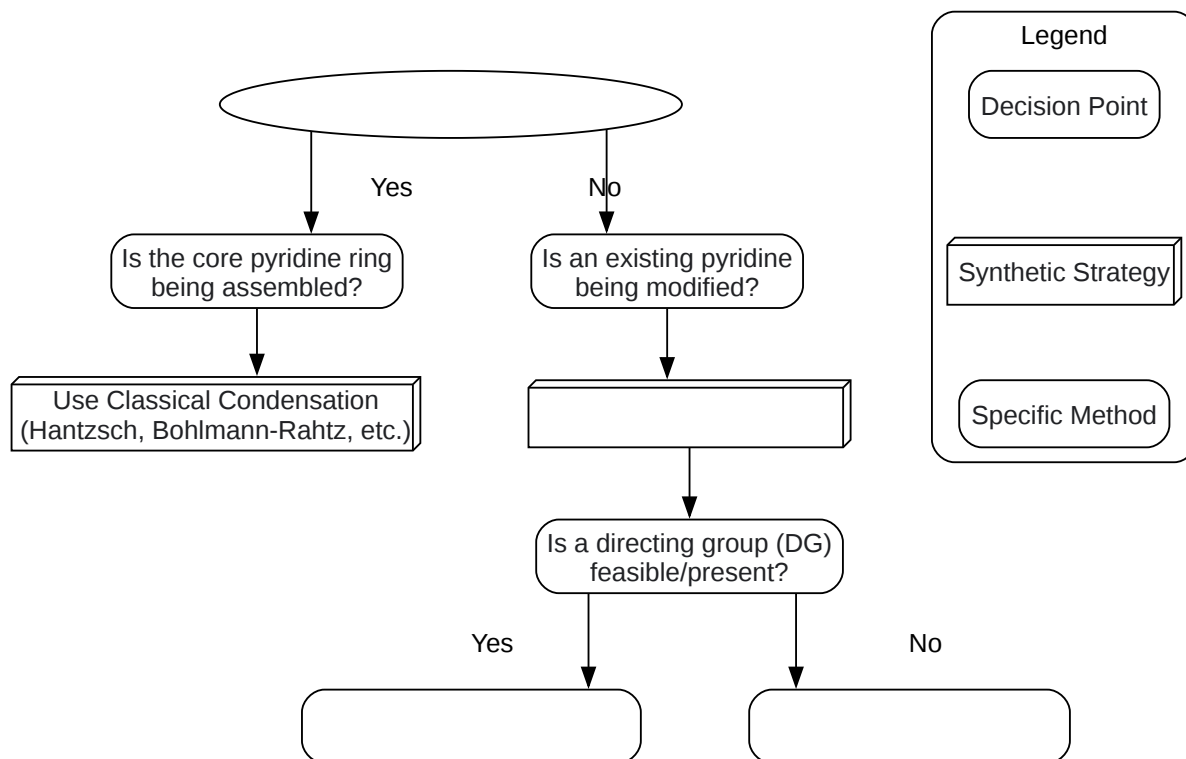 Legend
Decision Point
Yes
No
Is the core pyridine ring
being assembled?
Is an existing pyridine
being modified?
Synthetic Strategy
Use Classical Condensation
(Hantzsch, Bohlmann-Rahtz, etc.)
Specific Method
Is a directing group (DG)
feasible/present?
Yes
No